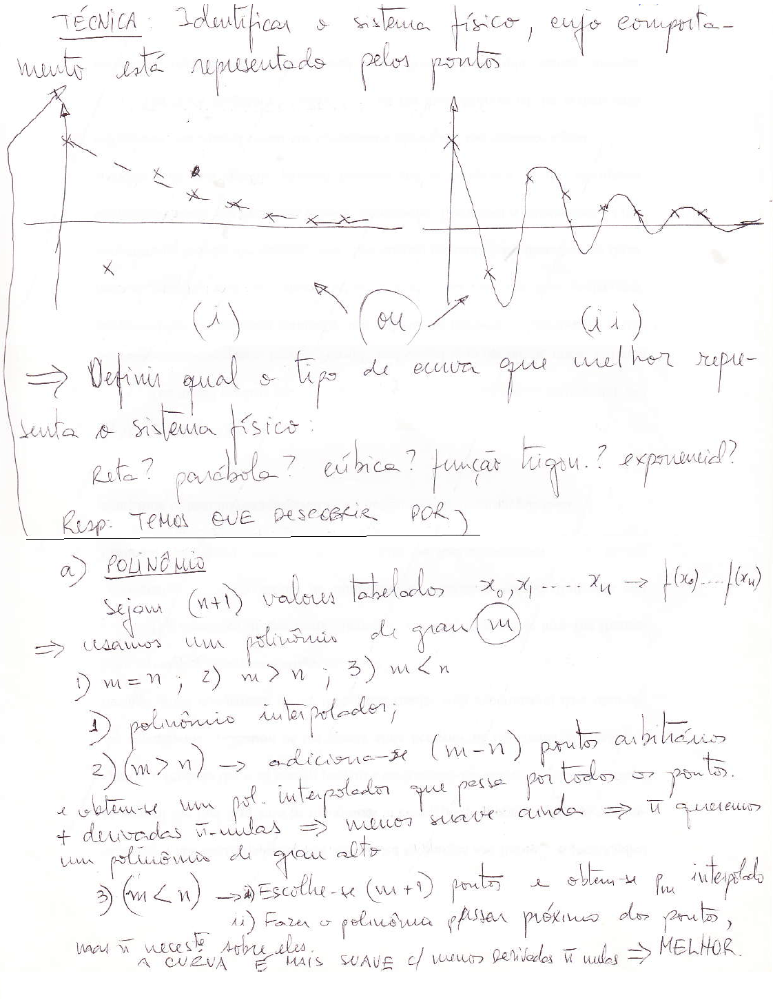 TÉCNICA: Identificar o sistema físico, cujo comporta-
mento está representado pelos pontos
(i)
ou
(ii)
⇒ Definir qual o tipo de curva que melhor repre-
senta o sistema físico:
Reta? parábola? cúbica? função trigon.? exponencial?
Resp: TEMOS QUE DESCOBRIR POR
a) POLINÔMIO
Sejam (n+1) valores tabelados x₀, x₁ ..... xₙ → f(x₀)....f(xₙ)
⇒ usamos um polinômio de grau m
1) m = n ; 2) m > n ; 3) m < n
1) polinômio interpolador;
2) (m > n) → adiciona-se (m-n) pontos arbitrários
e obtem-se um pol. interpolador que passa por todos os pontos.
+ derivadas ñ-nulas ⇒ menos suave ainda ⇒ ñ queremos
um polinômio de grau alto
3) (m < n) → i) Escolhe-se (m+1) pontos e obtem-se Pm interpolado
ii) Fazer o polinômio passar próximo dos pontos,
mas ñ necesste sobre eles.
A CURVA É MAIS SUAVE c/ menos Derivadas ñ nulas ⇒ MELHOR.